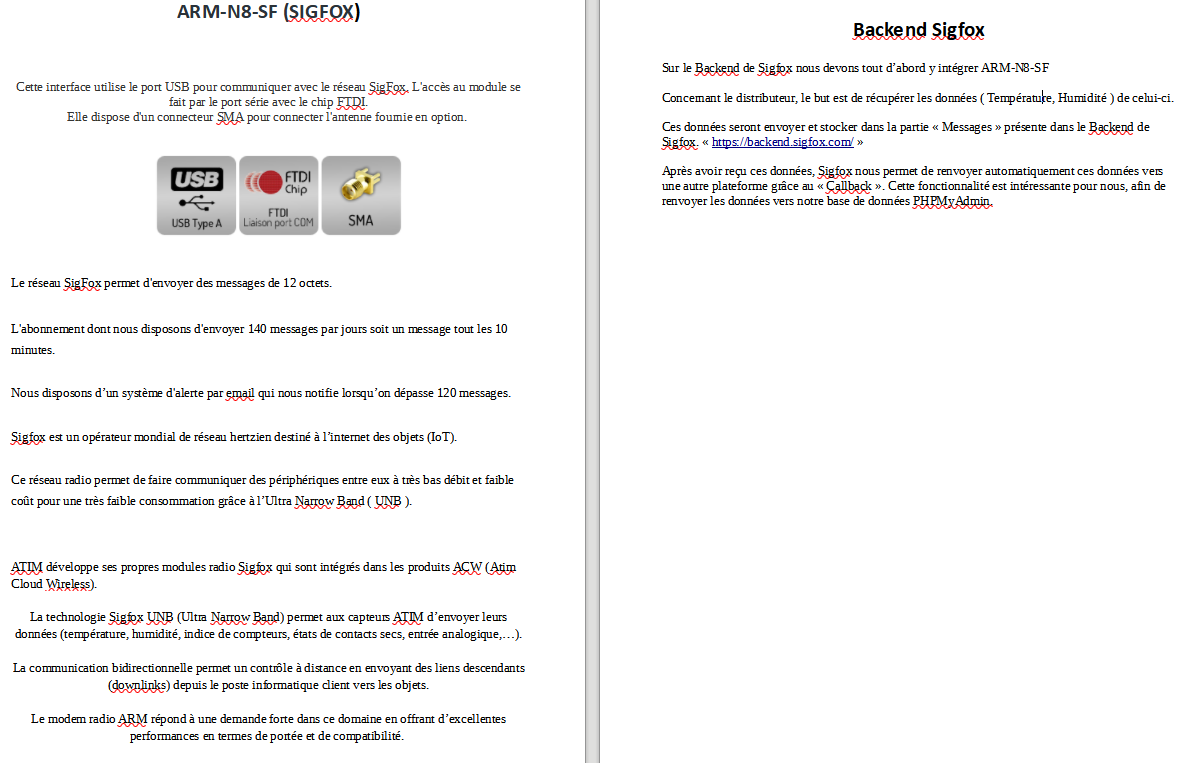 ARM-N8-SF (SIGFOX)
Cette interface utilise le port USB pour communiquer avec le réseau SigFox. L'accès au module se
fait par le port série avec le chip FTDI.
Elle dispose d'un connecteur SMA pour connecter l'antenne fournie en option.
USB
USB Type A
FTDI
Chip
FTDI
Liaison port COM
SMA
Le réseau SigFox permet d'envoyer des messages de 12 octets.
L'abonnement dont nous disposons d'envoyer 140 messages par jours soit un message tout les 10
minutes.
Nous disposons d’un système d'alerte par email qui nous notifie lorsqu’on dépasse 120 messages.
Sigfox est un opérateur mondial de réseau hertzien destiné à l’internet des objets (IoT).
Ce réseau radio permet de faire communiquer des périphériques entre eux à très bas débit et faible
coût pour une très faible consommation grâce à l’Ultra Narrow Band ( UNB ).
ATIM développe ses propres modules radio Sigfox qui sont intégrés dans les produits ACW (Atim
Cloud Wireless).
La technologie Sigfox UNB (Ultra Narrow Band) permet aux capteurs ATIM d’envoyer leurs
données (température, humidité, indice de compteurs, états de contacts secs, entrée analogique,…).
La communication bidirectionnelle permet un contrôle à distance en envoyant des liens descendants
(downlinks) depuis le poste informatique client vers les objets.
Le modem radio ARM répond à une demande forte dans ce domaine en offrant d’excellentes
performances en termes de portée et de compatibilité.
Backend Sigfox
Sur le Backend de Sigfox nous devons tout d’abord y intégrer ARM-N8-SF
Concernant le distributeur, le but est de récupérer les données ( Température, Humidité ) de celui-ci.
Ces données seront envoyer et stocker dans la partie « Messages » présente dans le Backend de
Sigfox. « https://backend.sigfox.com/ »
Après avoir reçu ces données, Sigfox nous permet de renvoyer automatiquement ces données vers
une autre plateforme grâce au « Callback ». Cette fonctionnalité est intéressante pour nous, afin de
renvoyer les données vers notre base de données PHPMyAdmin.